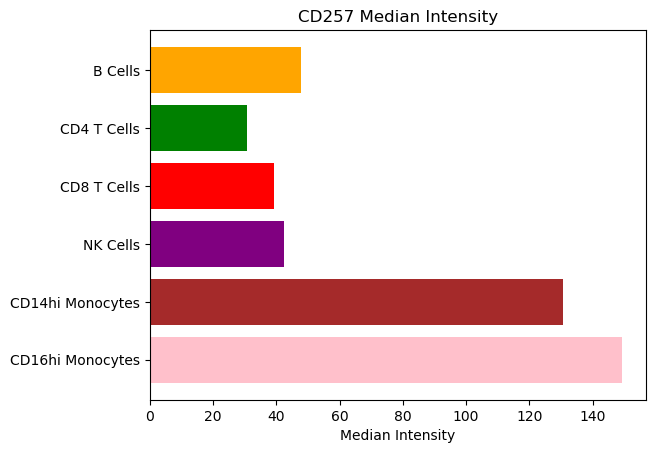 CD257 Median Intensity
B Cells
CD4 T Cells
CD8 T Cells
NK Cells
CD14hi Monocytes
CD16hi Monocytes
0 20 40 60 80 100 120 140
Median Intensity